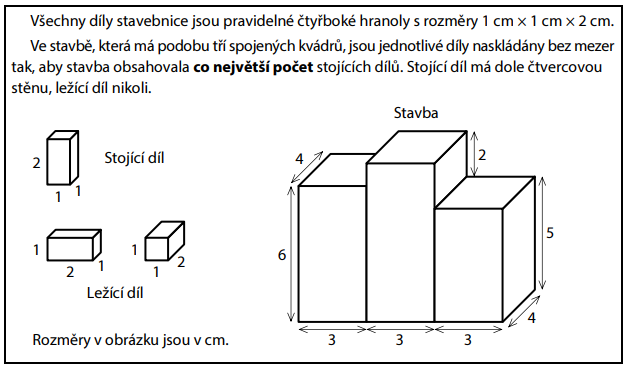 Všechny díly stavebnice jsou pravidelné čtyřboké hranoly s rozměry 1 cm × 1 cm × 2 cm.
Ve stavbě, která má podobu tří spojených kvádrů, jsou jednotlivé díly naskládány bez mezer
tak, aby stavba obsahovala co největší počet stojících dílů. Stojící díl má dole čtvercovou
stěnu, ležící díl nikoli.
Stavba
2
1
1
Stojící díl
1
2
1
1
1
2
Ležící díl
4
2
6
5
4
3
3
3
Rozměry v obrázku jsou v cm.